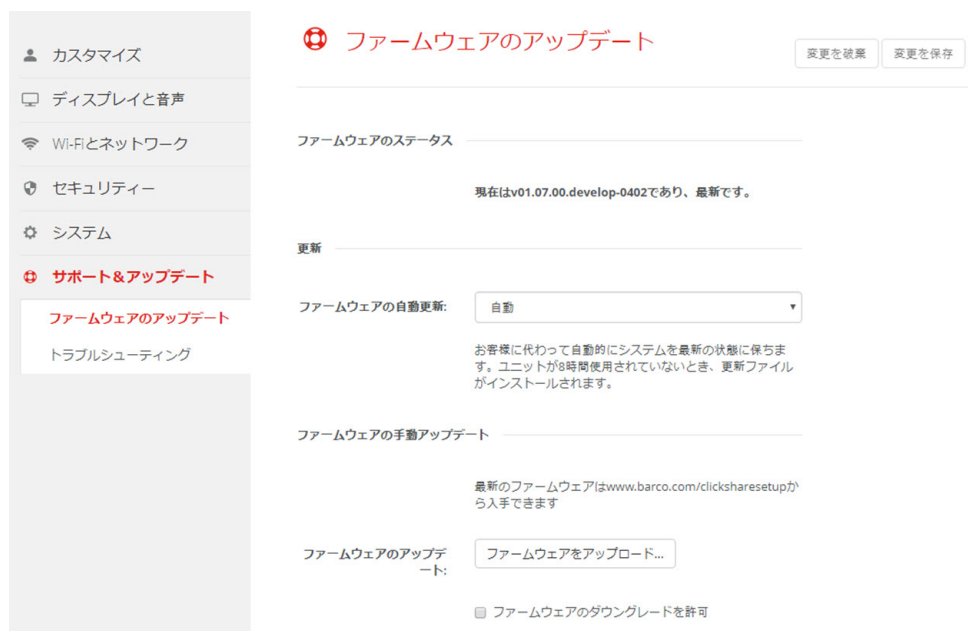 カスタマイズ
ディスプレイと音声
Wi-Fiとネットワーク
セキュリティー
システム
サポート&アップデート
ファームウェアのアップデート
トラブルシューティング
ファームウェアのアップデート
変更を破棄
変更を保存
ファームウェアのステータス
現在はv01.07.00.develop-0402であり、最新です。
更新
ファームウェアの自動更新:
自動
お客様に代わって自動的にシステムを最新の状態に保ちま
す。ユニットが8時間使用されていないとき、更新ファイル
がインストールされます。
ファームウェアの手動アップデート
最新のファームウェアはwww.barco.com/clicksharesetupか
ら入手できます
ファームウェアのアップデ
ート:
ファームウェアをアップロード...
ファームウェアのダウングレードを許可